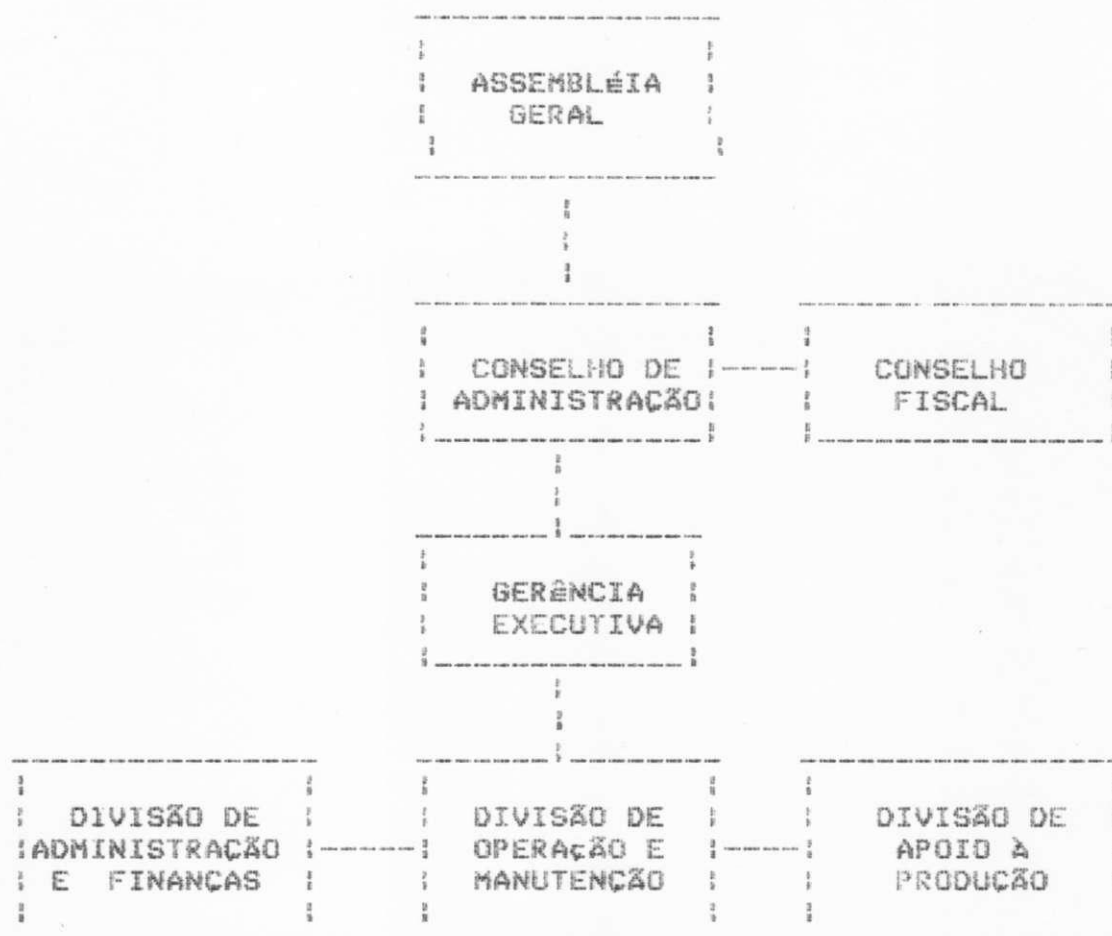 ASSEMBLÉIA
GERAL
CONSELHO DE
ADMINISTRAÇÃO
CONSELHO
FISCAL
GERÊNCIA
EXECUTIVA
DIVISÃO DE
ADMINISTRAÇÃO
E FINANÇAS
DIVISÃO DE
OPERAÇÃO E
MANUTENÇÃO
DIVISÃO DE
APOIO À
PRODUÇÃO